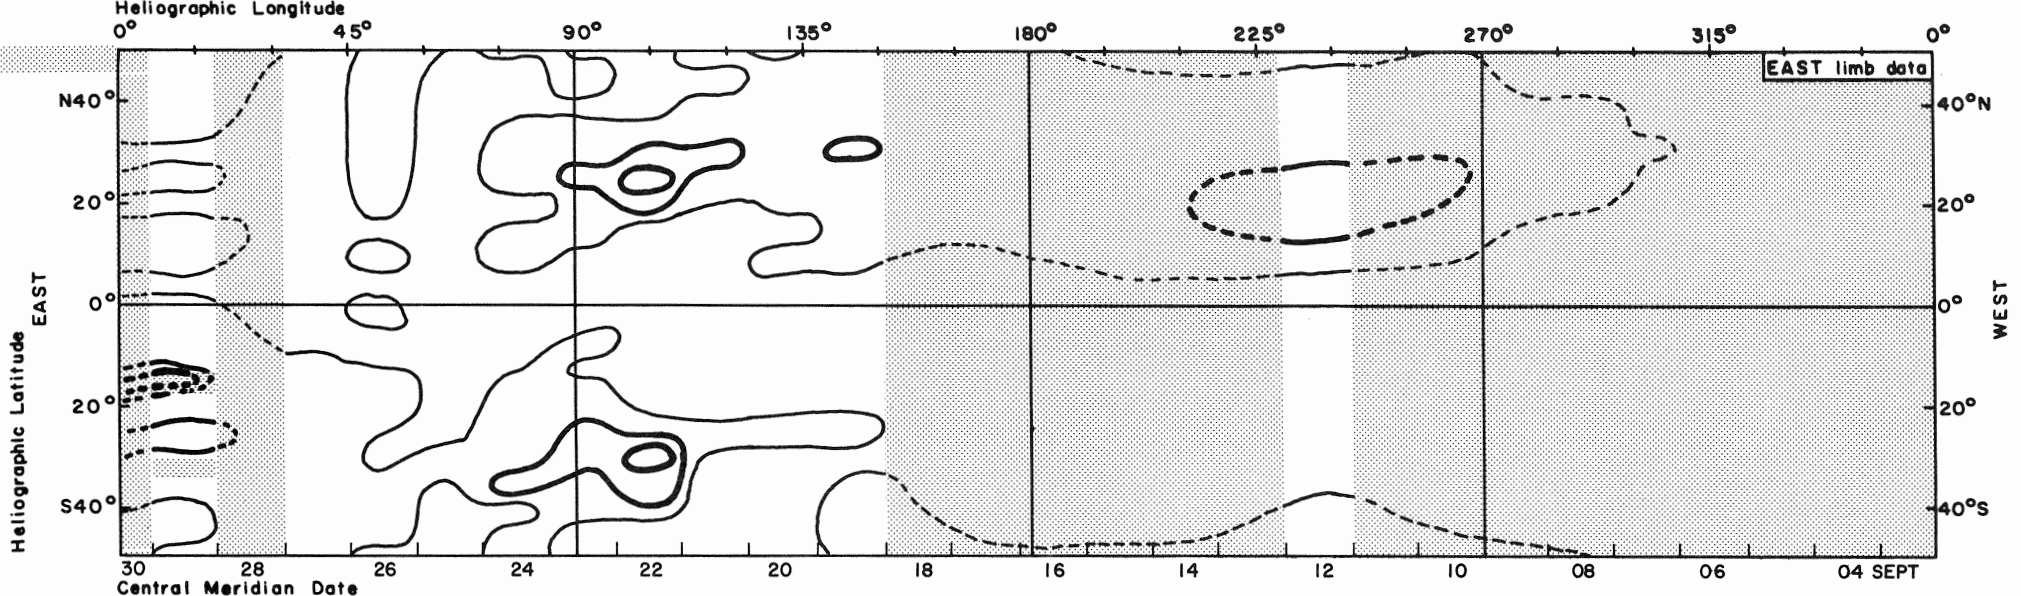 Heliographic Longitude
0° 45° 90° 135° 180° 225° 270° 315° 0°
EAST limb data
N40° 40°N
20° 20°
0° 0°
20° 20°
S40° 40°S
EAST
Heliographic Latitude
WEST
30 28 26 24 22 20 18 16 14 12 10 08 06 04 SEPT
Central Meridian Date